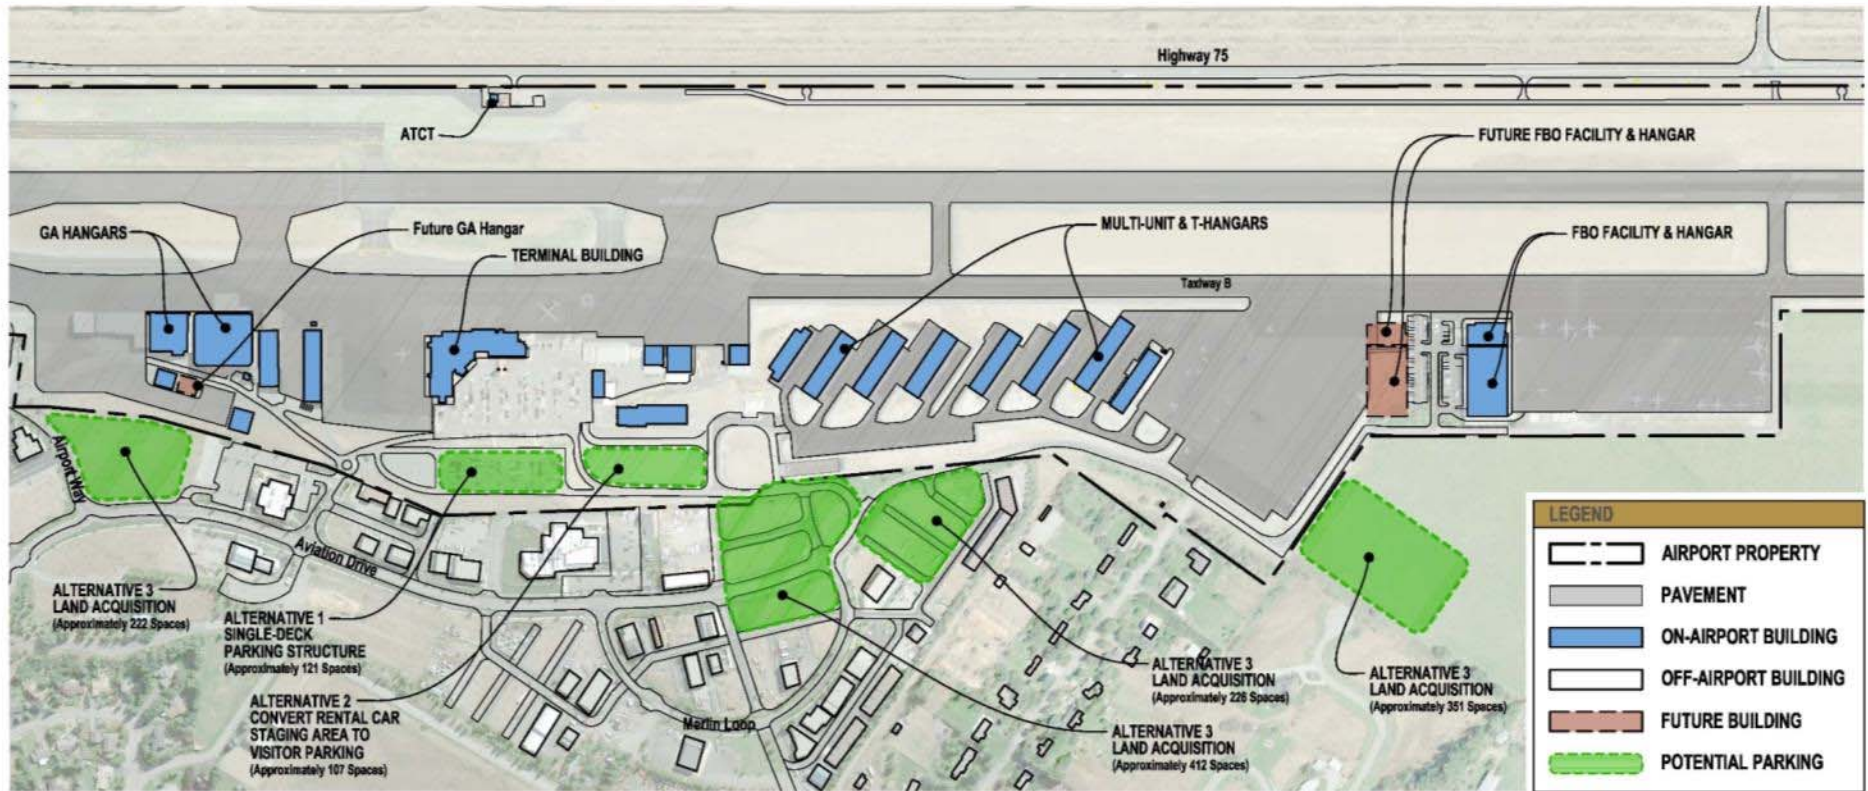 Highway 75
ATCT
FUTURE FBO FACILITY & HANGAR
GA HANGARS
Future GA Hangar
TERMINAL BUILDING
MULTI-UNIT & T-HANGARS
FBO FACILITY & HANGAR
Taxiway B
Airport Way
Aviation Drive
Merlin Loop
ALTERNATIVE 3
LAND ACQUISITION
(Approximately 222 Spaces)
ALTERNATIVE 1
SINGLE-DECK
PARKING STRUCTURE
(Approximately 121 Spaces)
ALTERNATIVE 2
CONVERT RENTAL CAR
STAGING AREA TO
VISITOR PARKING
(Approximately 107 Spaces)
ALTERNATIVE 3
LAND ACQUISITION
(Approximately 412 Spaces)
ALTERNATIVE 3
LAND ACQUISITION
(Approximately 226 Spaces)
ALTERNATIVE 3
LAND ACQUISITION
(Approximately 351 Spaces)
LEGEND
AIRPORT PROPERTY
PAVEMENT
ON-AIRPORT BUILDING
OFF-AIRPORT BUILDING
FUTURE BUILDING
POTENTIAL PARKING